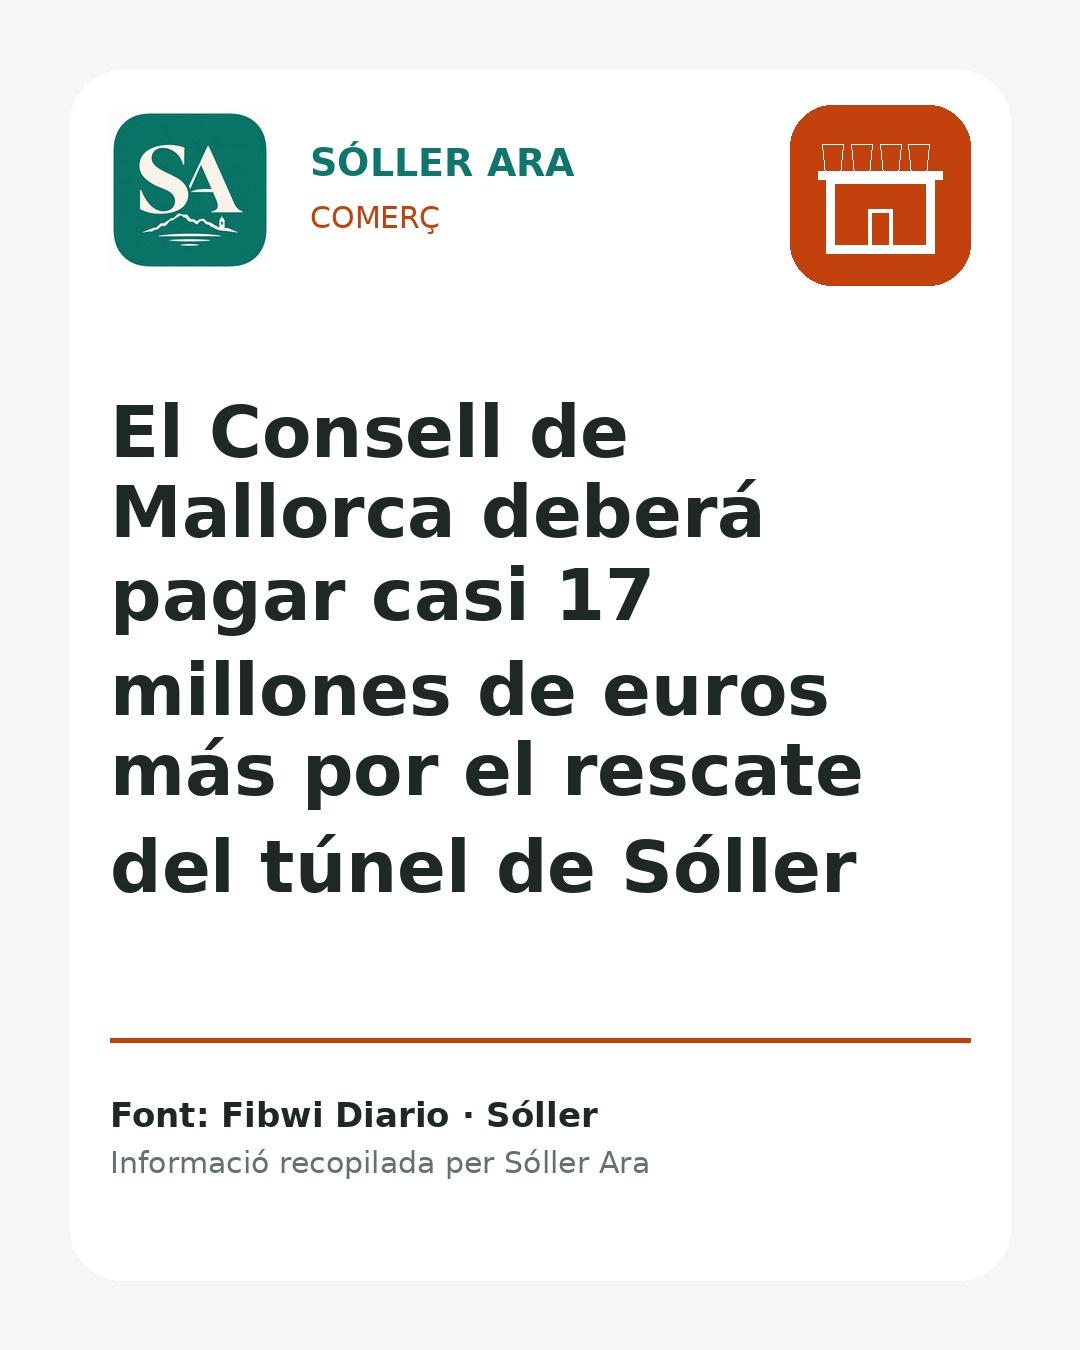 SA
SÓLLER ARA
COMERÇ
El Consell de
Mallorca deberá
pagar casi 17
millones de euros
más por el rescate
del túnel de Sóller
Font: Fibwi Diario · Sóller
Informació recopilada per Sóller Ara